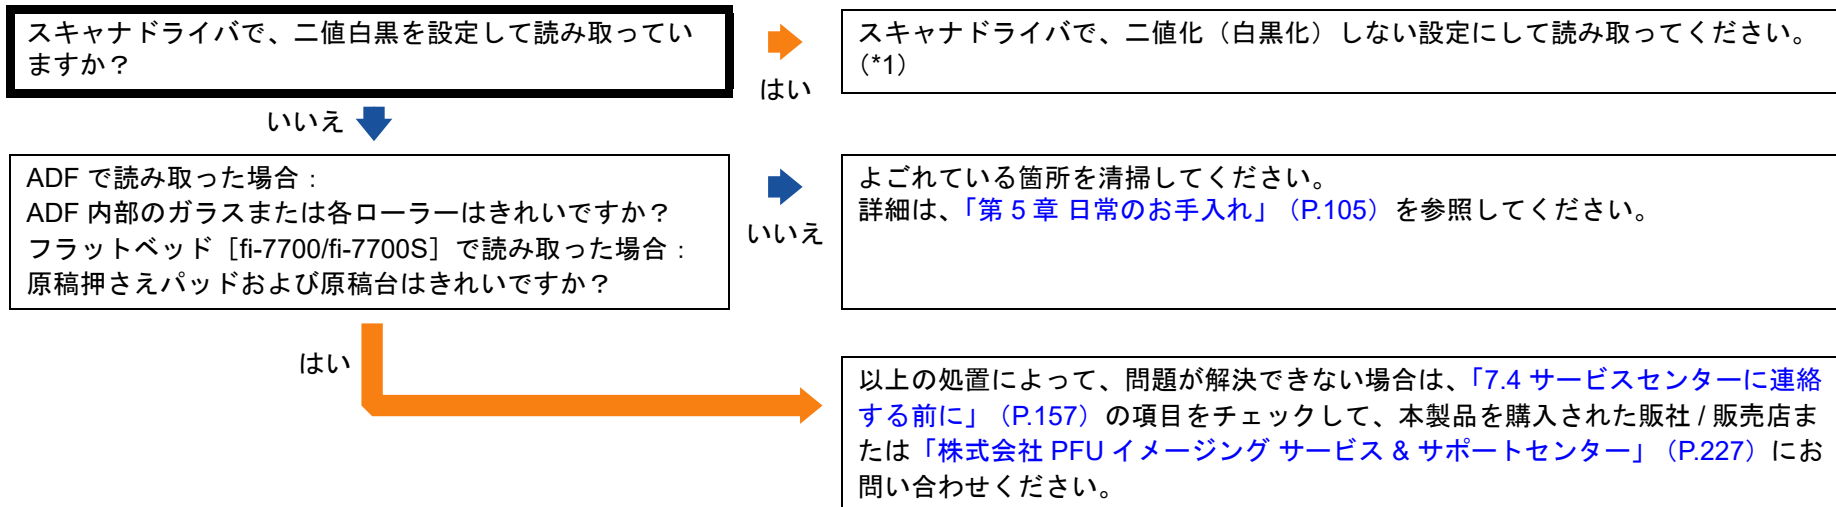 スキャナドライバで、二値白黒を設定して読み取ってい
ますか？
はい
スキャナドライバで、二値化（白黒化）しない設定にして読み取ってください。
（*1）
いいえ
ADF で読み取った場合：
ADF 内部のガラスまたは各ローラーはきれいですか？
フラットベッド［fi-7700/fi-7700S］で読み取った場合：
原稿押さえパッドおよび原稿台はきれいですか？
いいえ
よごれている箇所を清掃してください。
詳細は、「第 5 章 日常のお手入れ」（P.105）を参照してください。
はい
以上の処置によって、問題が解決できない場合は、「7.4 サービスセンターに連絡
する前に」（P.157）の項目をチェックして、本製品を購入された販社 / 販売店ま
たは「株式会社 PFU イメージング サービス & サポートセンター」（P.227）にお
問い合わせください。